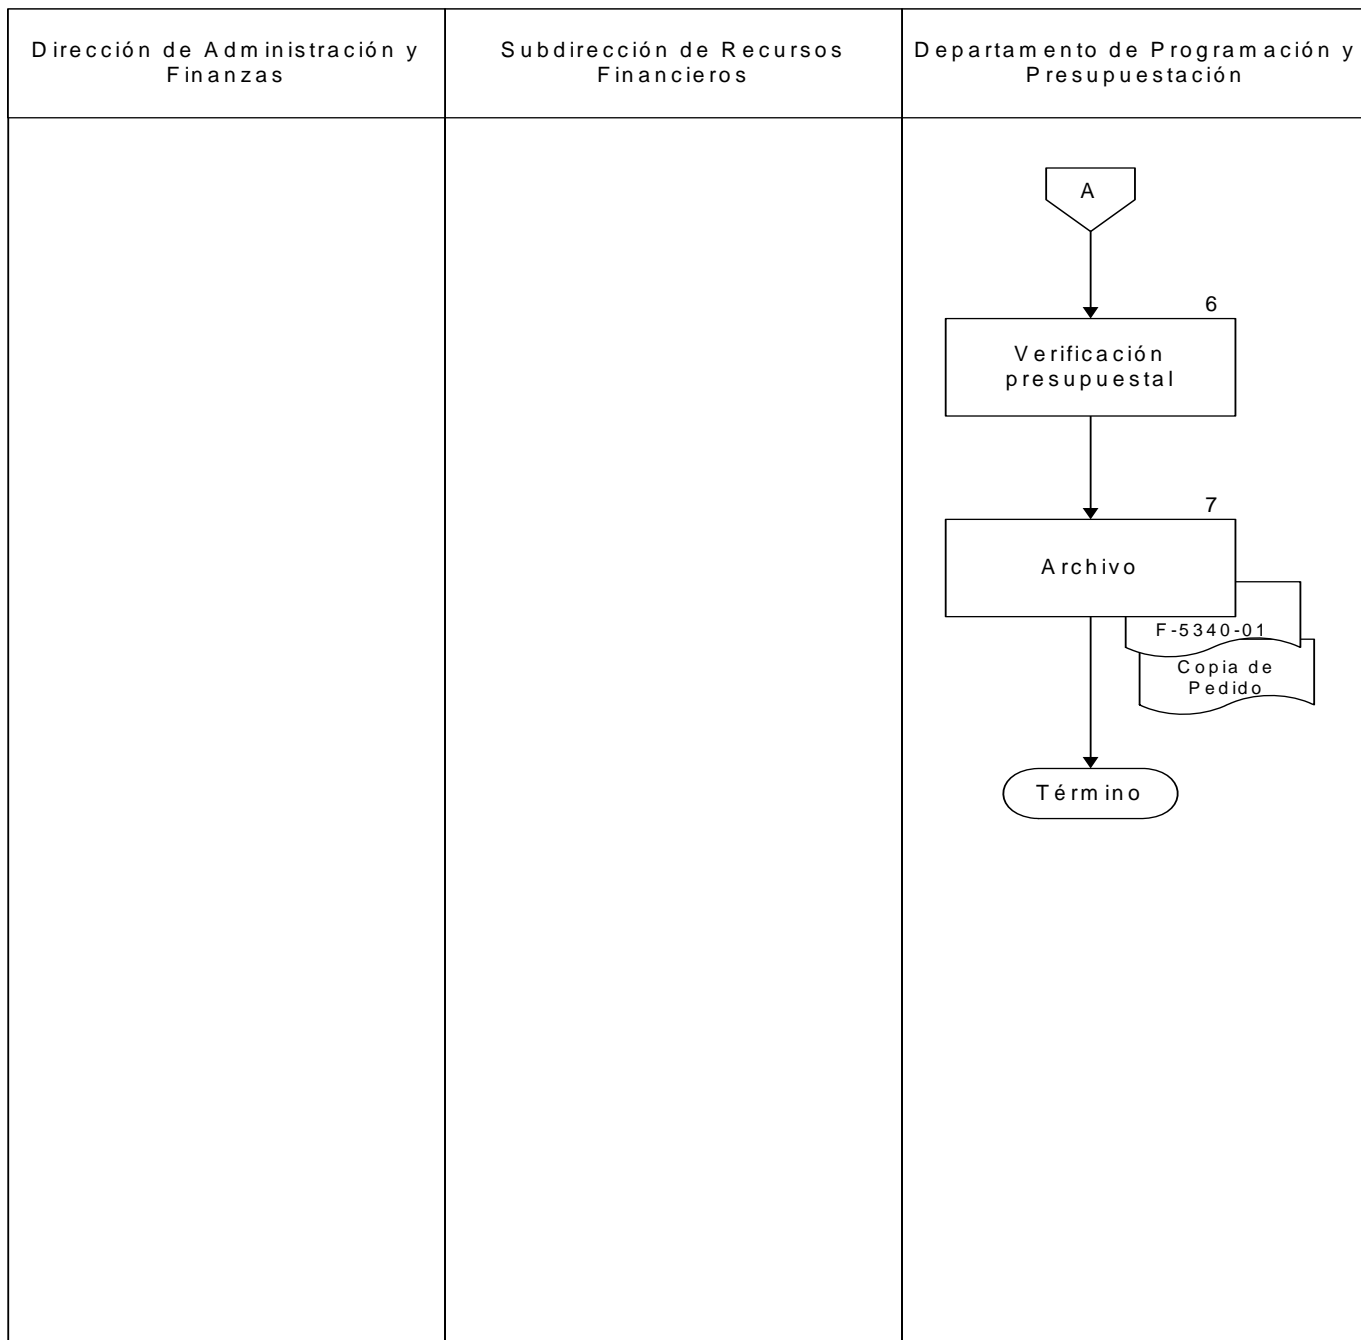 Dirección de Administración y
Finanzas
Subdirección de Recursos
Financieros
Departamento de Programación y
Presupuestación
A
6
Verificación
presupuestal
7
Archivo
F-5340-01
Copia de
Pedido
Término